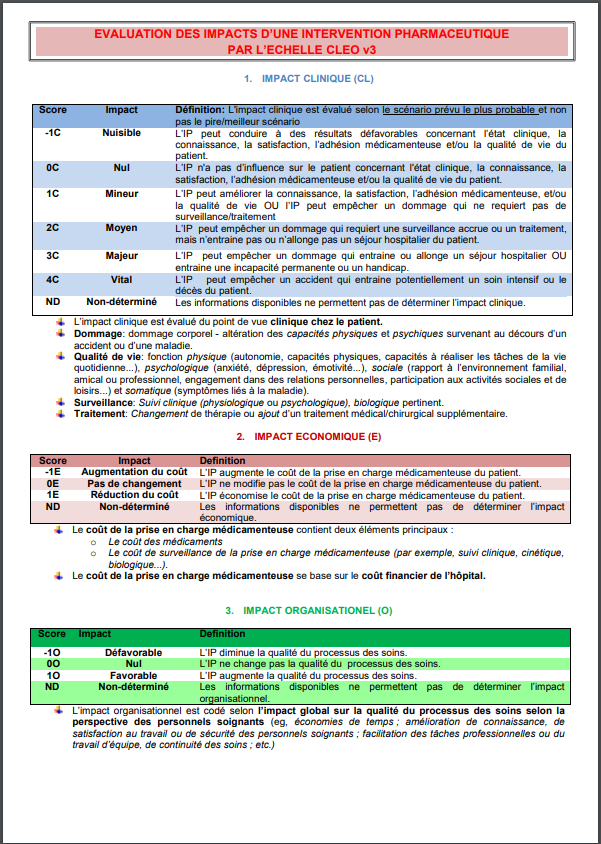 EVALUATION DES IMPACTS D'UNE INTERVENTION PHARMACEUTIQUE
PAR L'ECHELLE CLEO v3
1. IMPACT CLINIQUE (CL)
Score Impact Définition: L'impact clinique est évalué selon le scénario prévu le plus probable et non
pas le pire/meilleur scénario
-1C Nuisible L'IP peut conduire à des résultats défavorables concernant l'état clinique, la
connaissance, la satisfaction, l'adhésion médicamenteuse et/ou la qualité de vie du
patient.
0C Nul L'IP n'a pas d'influence sur le patient concernant l'état clinique, la connaissance, la
satisfaction, l'adhésion médicamenteuse et/ou la qualité de vie du patient.
1C Mineur L'IP peut améliorer la connaissance, la satisfaction, l'adhésion médicamenteuse, et/ou
la qualité de vie OU l'IP peut empêcher un dommage qui ne requiert pas de
surveillance/traitement
2C Moyen L'IP peut empêcher un dommage qui requiert une surveillance accrue ou un traitement,
mais n'entraine pas ou n'allonge pas un séjour hospitalier du patient.
3C Majeur L'IP peut empêcher un dommage qui entraine ou allonge un séjour hospitalier OU
entraine une incapacité permanente ou un handicap.
4C Vital L'IP peut empêcher un accident qui entraine potentiellement un soin intensif ou le
décès du patient.
ND Non-déterminé Les informations disponibles ne permettent pas de déterminer l'impact clinique.
L'impact clinique est évalué du point de vue clinique chez le patient.
Dommage: dommage corporel - altération des capacités physiques et psychiques survenant au décours d'un
accident ou d'une maladie.
Qualité de vie: fonction physique (autonomie, capacités physiques, capacités à réaliser les tâches de la vie
quotidienne...), psychologique (anxiété, dépression, émotivité...), sociale (rapport à l'environnement familial,
amical ou professionnel, engagement dans des relations personnelles, participation aux activités sociales et de
loisirs...) et somatique (symptômes liés à la maladie).
Surveillance: Suivi clinique (physiologique ou psychologique), biologique pertinent.
Traitement: Changement de thérapie ou ajout d'un traitement médical/chirurgical supplémentaire.
2. IMPACT ECONOMIQUE (E)
Score Impact Definition
-1E Augmentation du coût L'IP augmente le coût de la prise en charge médicamenteuse du patient.
0E Pas de changement L'IP ne modifie pas le coût de la prise en charge médicamenteuse du patient.
1E Réduction du coût L'IP économise le coût de la prise en charge médicamenteuse du patient.
ND Non-déterminé Les informations disponibles ne permettent pas de déterminer l'impact
économique.
Le coût de la prise en charge médicamenteuse contient deux éléments principaux :
o Le coût des médicaments
o Le coût de surveillance de la prise en charge médicamenteuse (par exemple, suivi clinique, cinétique,
biologique...).
Le coût de la prise en charge médicamenteuse se base sur le coût financier de l'hôpital.
3. IMPACT ORGANISATIONEL (O)
Score Impact Definition
-1O Défavorable L'IP diminue la qualité du processus des soins.
0O Nul L'IP ne change pas la qualité du processus des soins.
1O Favorable L'IP augmente la qualité du processus des soins.
ND Non-déterminé Les informations disponibles ne permettent pas de déterminer l'impact
organisationnel.
L'impact organisationnel est codé selon l'impact global sur la qualité du processus des soins selon la
perspective des personnels soignants (eg, économies de temps ; amélioration de connaissance, de
satisfaction au travail ou de sécurité des personnels soignants ; facilitation des tâches professionnelles ou du
travail d'équipe, de continuité des soins ; etc.)